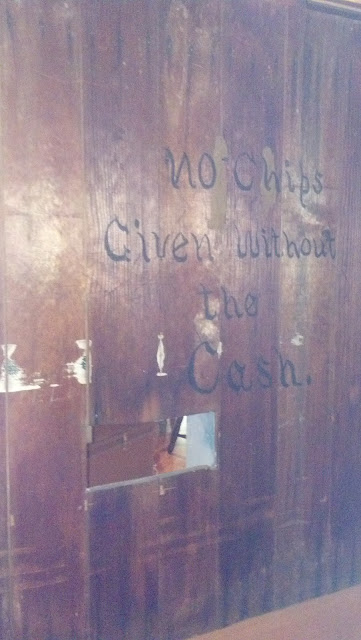 No Chips
Given Without
the
Cash.